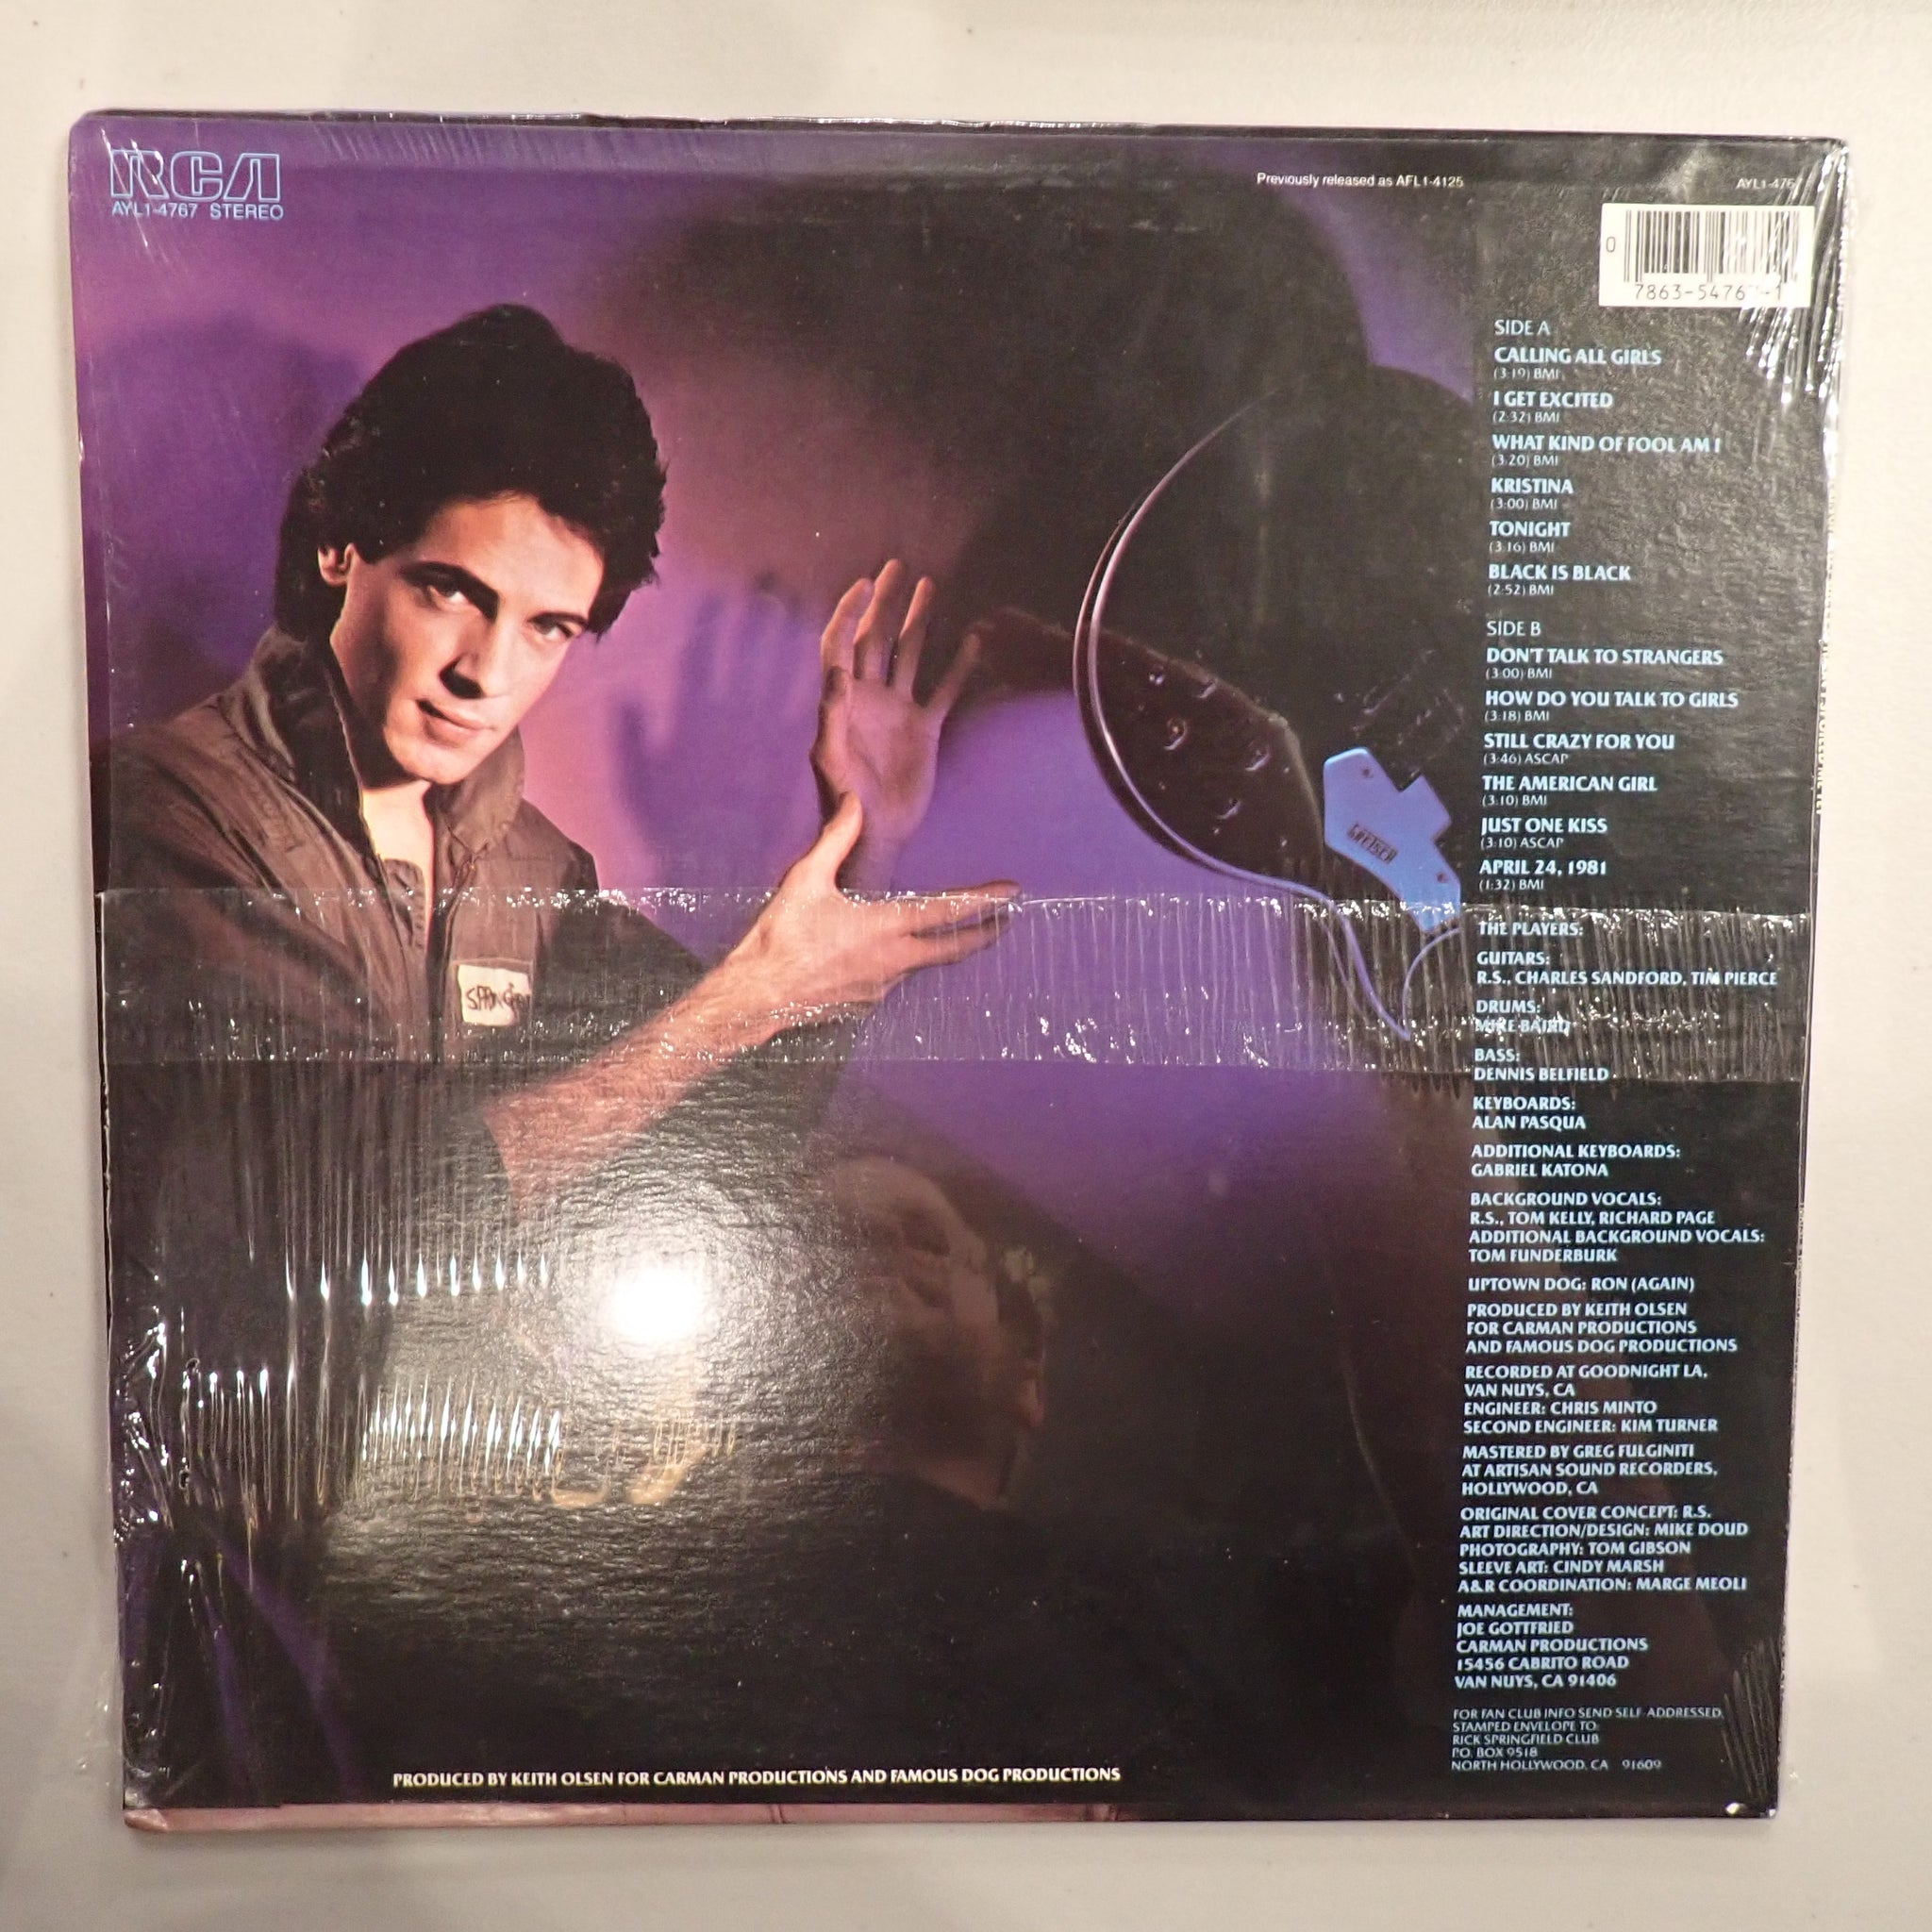 RCA
AYL1-4767 STEREO
Previously released as AFL1-4125
0
SIDE A
CALLING ALL GIRLS
(3:19) BMI
I GET EXCITED
(2:32) BMI
WHAT KIND OF FOOL AM I
(3:20) BMI
KRISTINA
(3:00) BMI
TONIGHT
(3:16) BMI
BLACK IS BLACK
(2:52) BMI
SIDE B
DON'T TALK TO STRANGERS
(3:00) BMI
HOW DO YOU TALK TO GIRLS
(3:18) BMI
STILL CRAZY FOR YOU
(3:46) ASCAP
THE AMERICAN GIRL
(3:10) BMI
JUST ONE KISS
(3:10) ASCAP
APRIL 24, 1981
(1:32) BMI
THE PLAYERS:
GUITARS:
R.S., CHARLES SANDFORD, TIM PIERCE
DRUMS:
MIKE BAIRD
BASS:
DENNIS BELFIELD
KEYBOARDS:
ALAN PASQUA
ADDITIONAL KEYBOARDS:
GABRIEL KATONA
BACKGROUND VOCALS:
R.S., TOM KELLY, RICHARD PAGE
ADDITIONAL BACKGROUND VOCALS:
TOM FUNDERBURK
UPTOWN DOG: RON (AGAIN)
PRODUCED BY KEITH OLSEN
FOR CARMAN PRODUCTIONS
AND FAMOUS DOG PRODUCTIONS
RECORDED AT GOODNIGHT LA,
VAN NUYS, CA
ENGINEER: CHRIS MINTO
SECOND ENGINEER: KIM TURNER
MASTERED BY GREG FULGINITI
AT ARTISAN SOUND RECORDERS,
HOLLYWOOD, CA
ORIGINAL COVER CONCEPT: R.S.
ART DIRECTION/DESIGN: MIKE DOUD
PHOTOGRAPHY: TOM GIBSON
SLEEVE ART: CINDY MARSH
A&R COORDINATION: MARGE MEOLI
MANAGEMENT:
JOE GOTTFRIED
CARMAN PRODUCTIONS
15456 CABRITO ROAD
VAN NUYS, CA 91406
FOR FAN CLUB INFO SEND SELF-ADDRESSED,
STAMPED ENVELOPE TO:
RICK SPRINGFIELD CLUB
P.O. BOX 9518
NORTH HOLLYWOOD, CA 91609
PRODUCED BY KEITH OLSEN FOR CARMAN PRODUCTIONS AND FAMOUS DOG PRODUCTIONS